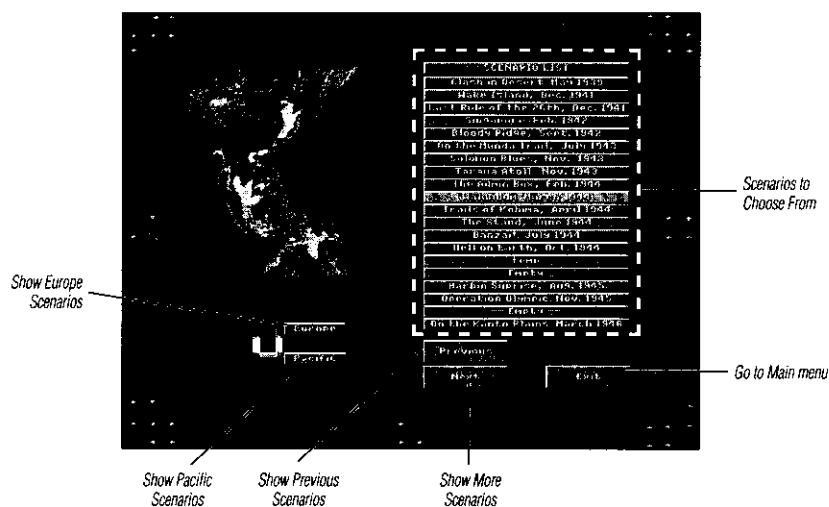 SCENARIO LIST
Clash in Desert, May 1939
Wake Island, Dec. 1941
Last Ride of the 26th, Dec. 1941
Singapore, Feb. 1942
Bloody Ridge, Sept. 1942
On the Munda Trail, July 1943
Solomon Blues, Nov. 1943
Tarawa Atoll, Nov. 1943
The Admin Box, Feb. 1944
Trails of Kohima, April 1944
The Stand, June 1944
Banzai!, July 1944
Hell on Earth, Oct. 1944
Empty
Harbin Suprise, Aug. 1945
Operation Olympic, Nov. 1945
Empty
On the Kanto Plains, March 1946
Scenarios to
Choose From
Show Europe
Scenarios
Europe
Pacific
Previous
Next
Exit
Go to Main menu
Show Pacific
Scenarios
Show Previous
Scenarios
Show More
Scenarios